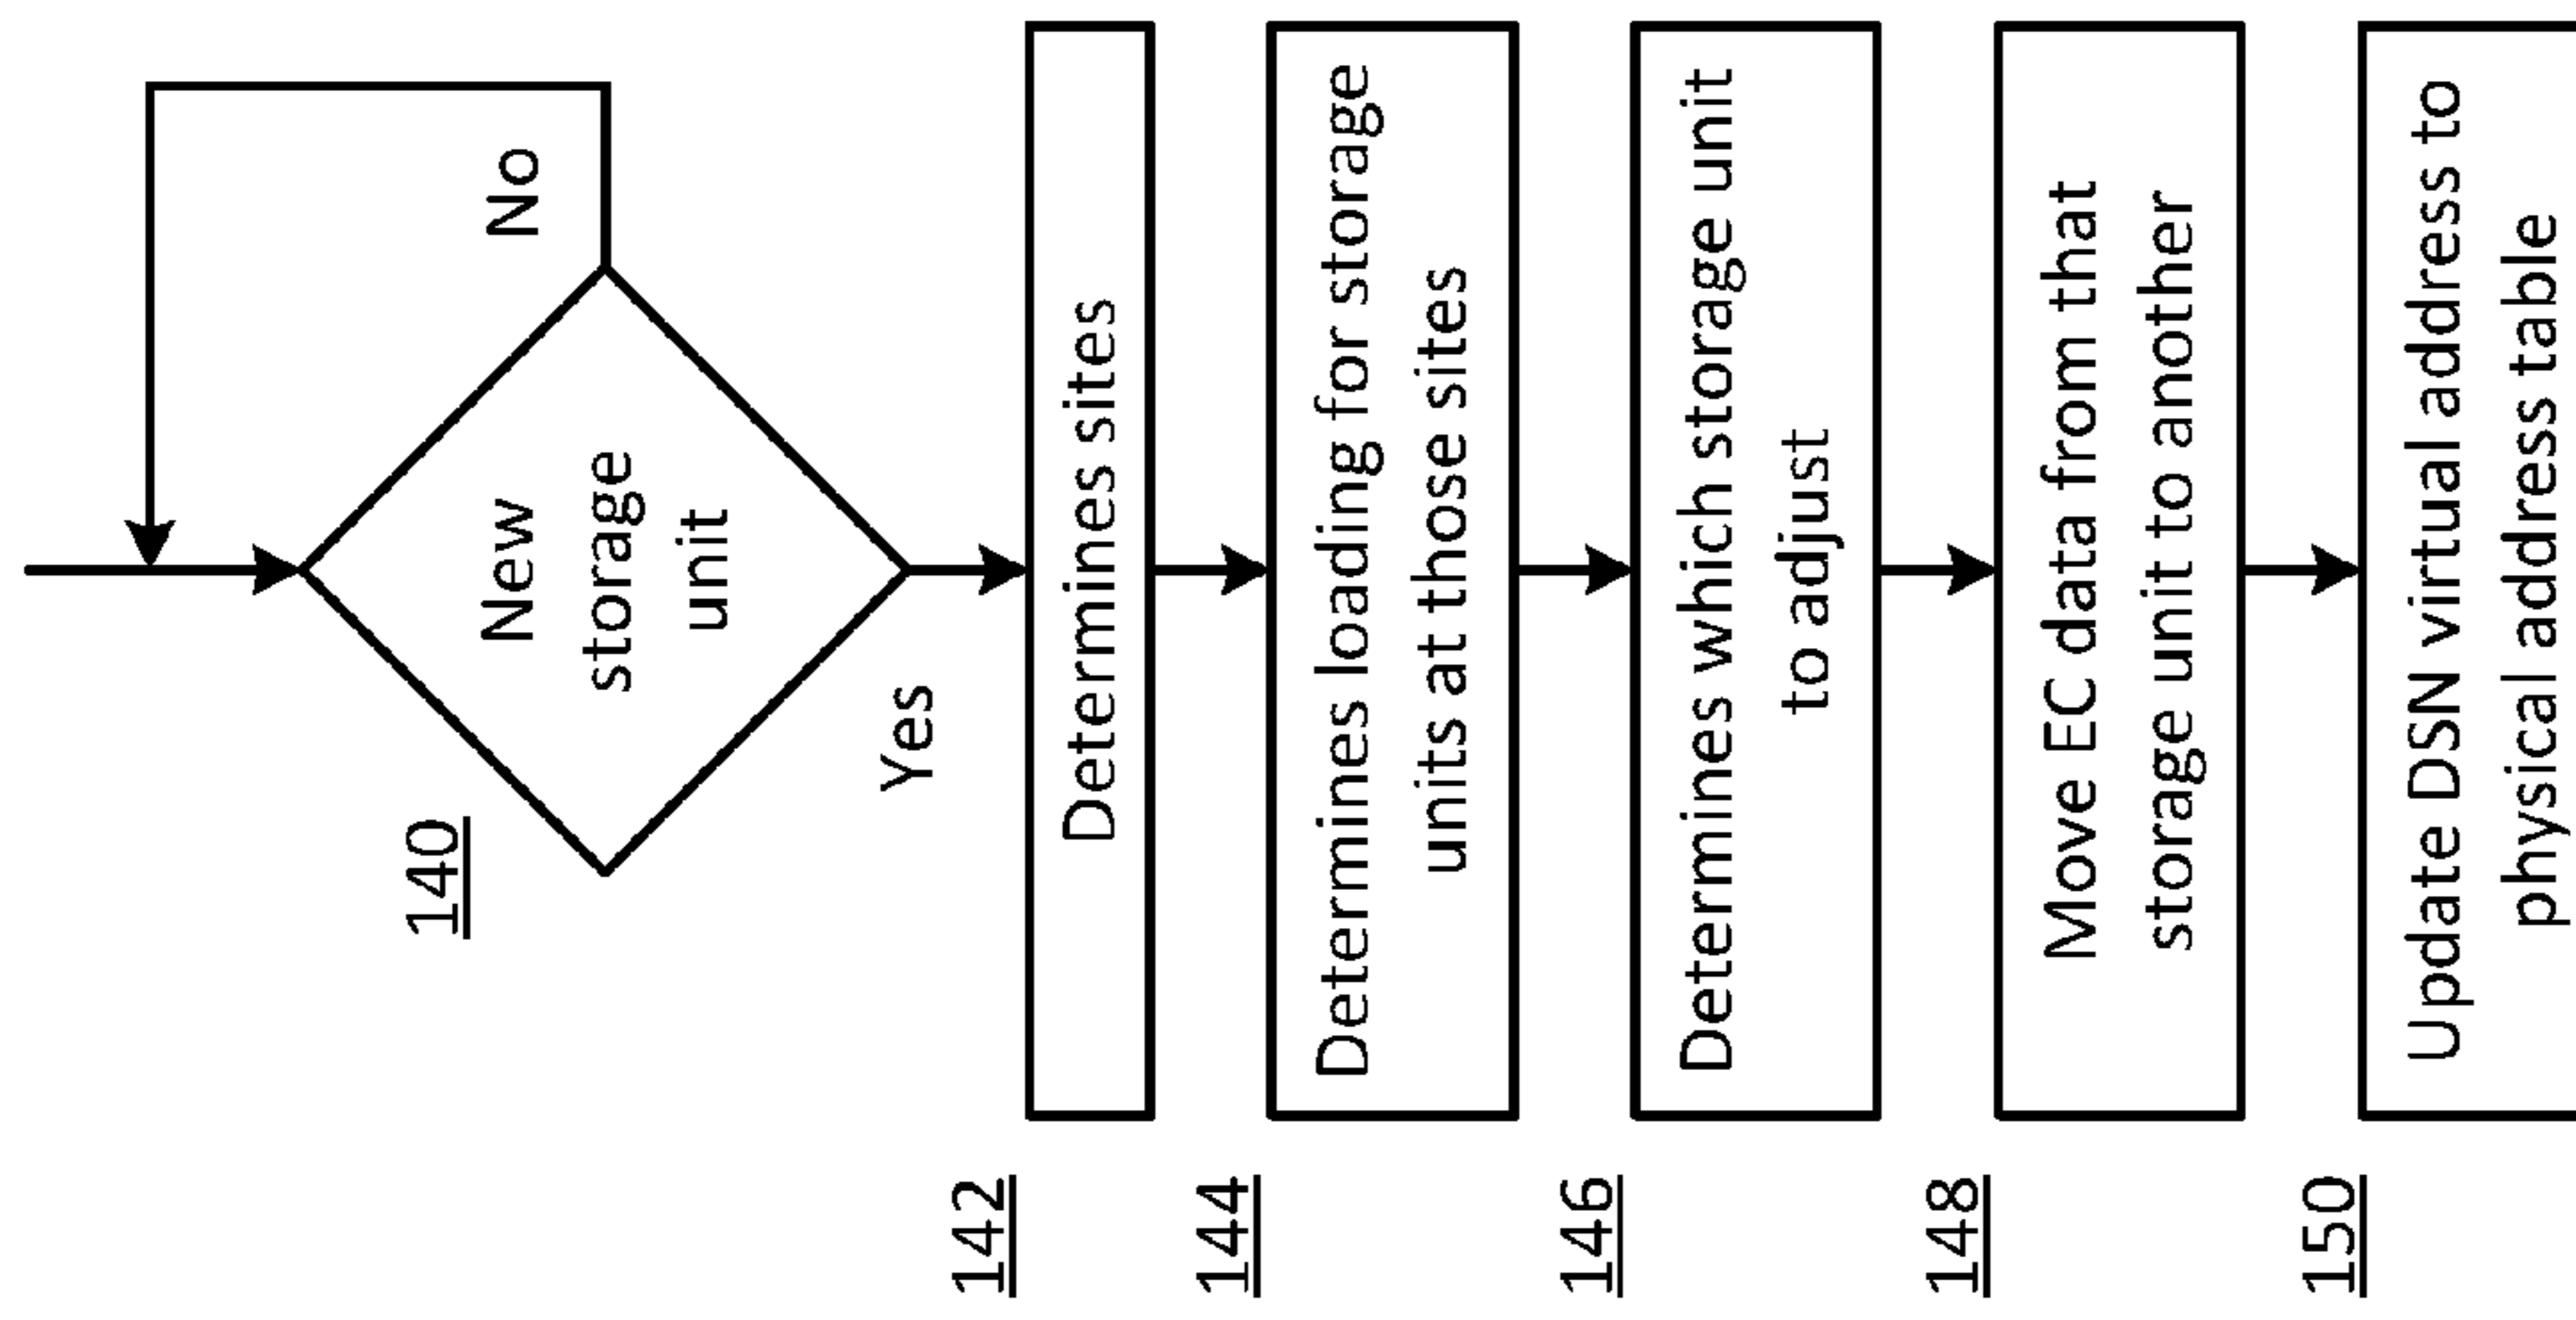 140
New
storage
unit
No
Yes
142
Determines sites
144
Determines loading for storage
units at those sites
146
Determines which storage unit
to adjust
148
Move EC data from that
storage unit to another
150
Update DSN virtual address to
physical address table